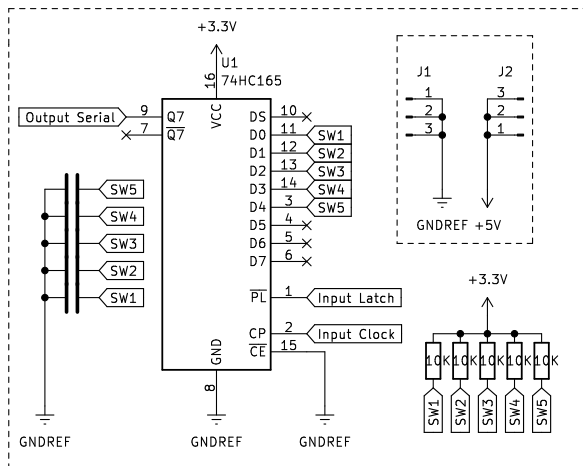 +3.3V
U1
74HC165
16
VCC
Output Serial
9
Q7
7
Q7
DS
10
D0
11
SW1
D1
12
SW2
D2
13
SW3
D3
14
SW4
D4
3
SW5
D5
4
D6
5
D7
6
PL
1
Input Latch
CP
2
Input Clock
CE
15
GND
8
SW5
SW4
SW3
SW2
SW1
GNDREF
GNDREF
GNDREF
J1
J2
1
2
3
3
2
1
GNDREF
+5V
+3.3V
10K
10K
10K
10K
10K
SW1
SW2
SW3
SW4
SW5